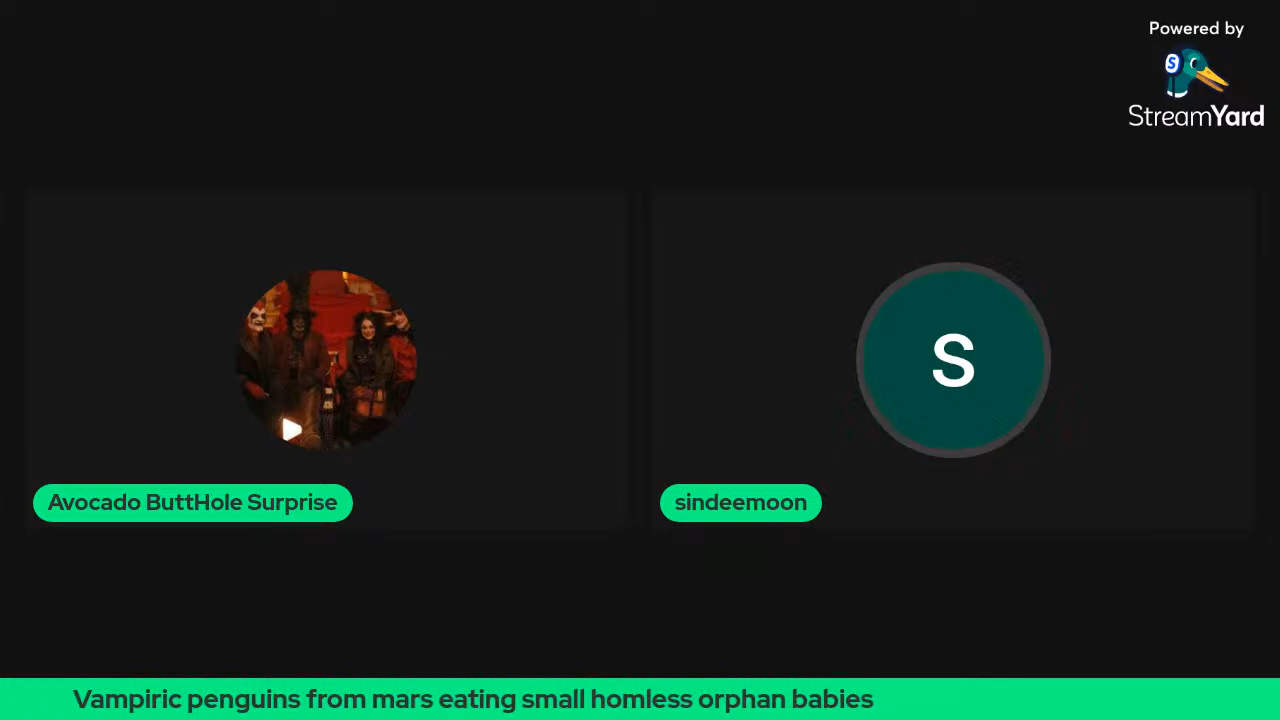 Powered by
S
StreamYard
S
Avocado ButtHole Surprise
sindeemoon
Vampiric penguins from mars eating small homless orphan babies